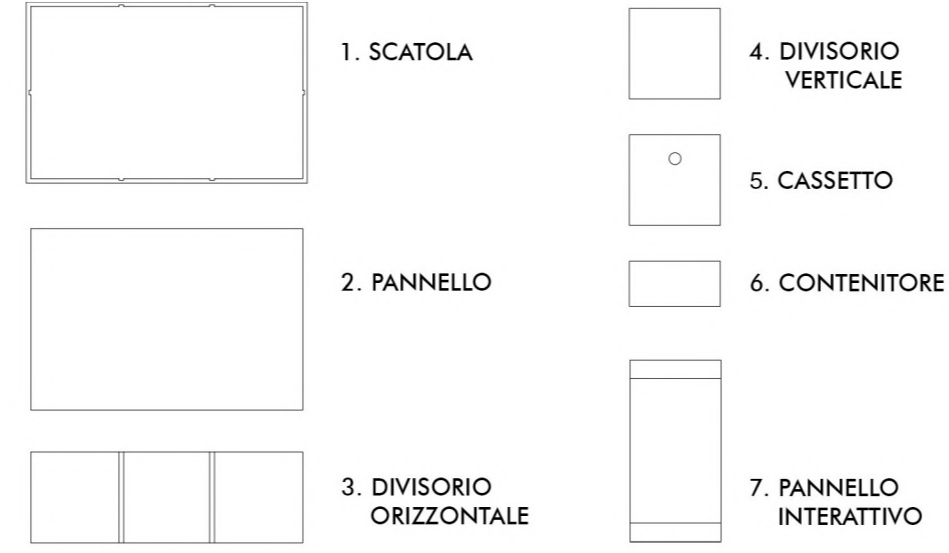 1. SCATOLA
2. PANNELLO
3. DIVISORIO
ORIZZONTALE
4. DIVISORIO
VERTICALE
5. CASSETTO
6. CONTENITORE
7. PANNELLO
INTERATTIVO